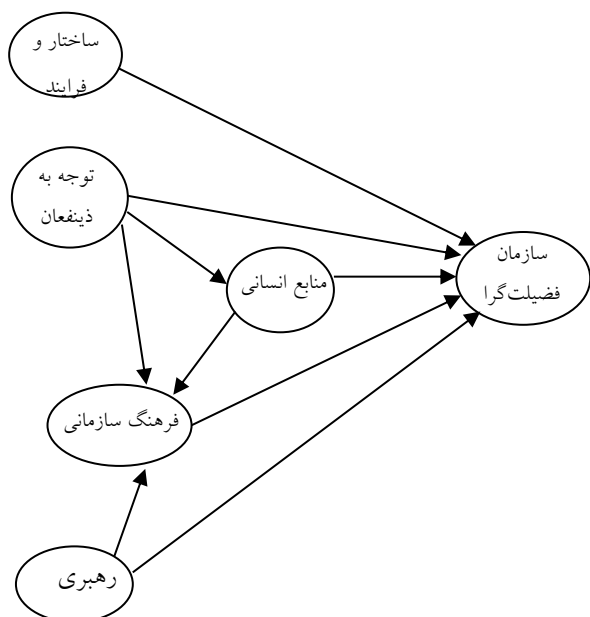 ساختار و
فرایند
توجه به
ذینفعان
سازمان
فضیلت‌گرا
منابع انسانی
فرهنگ سازمانی
رهبری